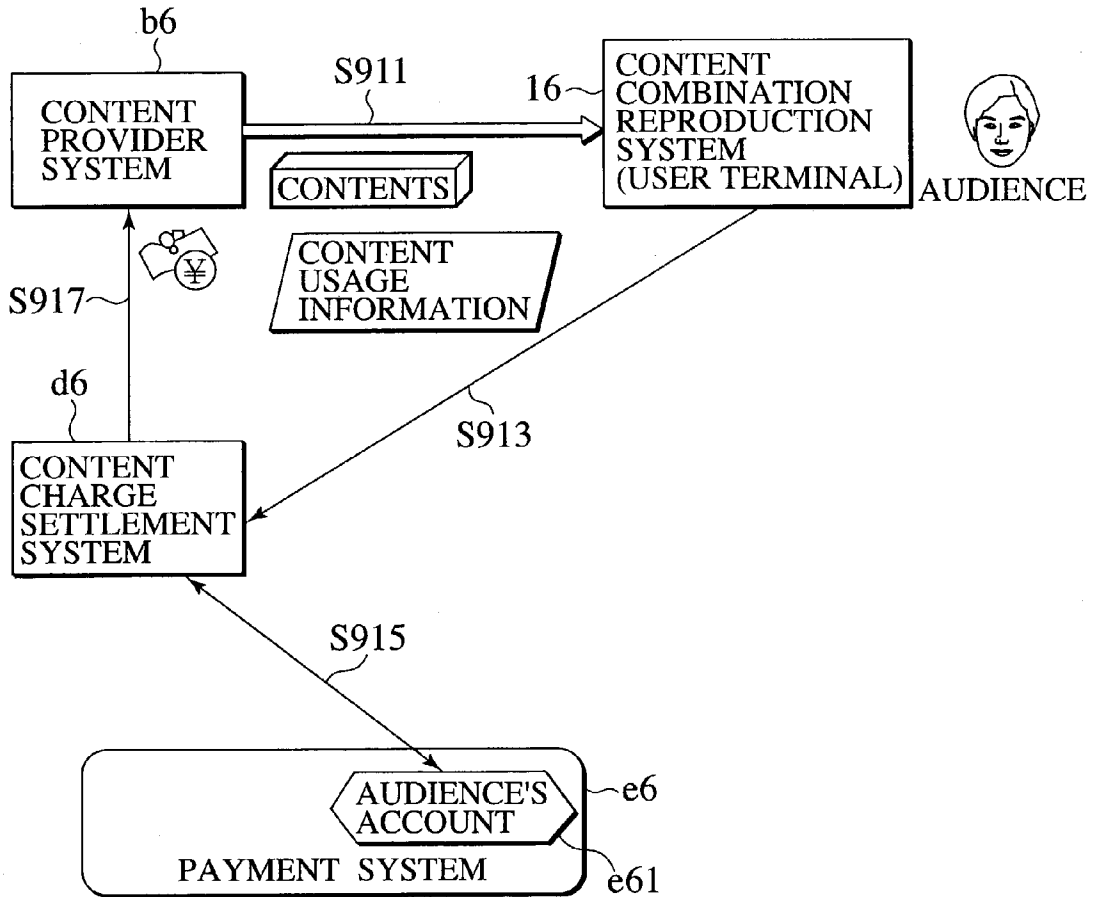 b6
CONTENT
PROVIDER
SYSTEM
S911
16
CONTENT
COMBINATION
REPRODUCTION
SYSTEM
(USER TERMINAL)
AUDIENCE
CONTENTS
CONTENT
USAGE
INFORMATION
¥
S917
S913
d6
CONTENT
CHARGE
SETTLEMENT
SYSTEM
S915
AUDIENCE'S
ACCOUNT
e6
PAYMENT SYSTEM
e61